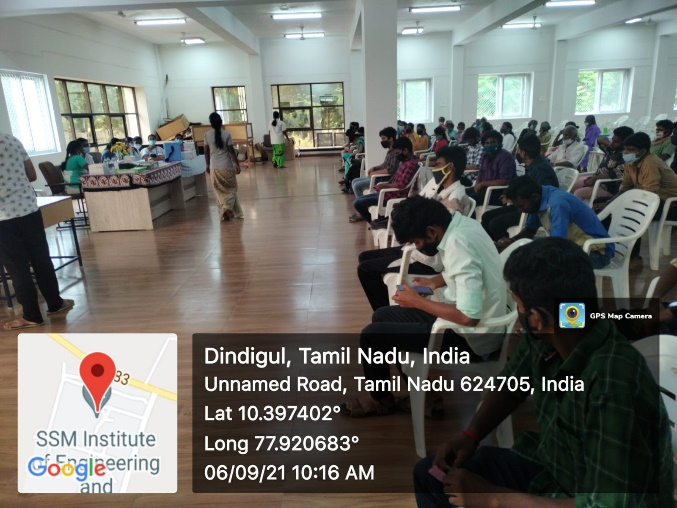 GPS Map Camera
33
SSM Institute
of Engineering
and
Google
Dindigul, Tamil Nadu, India
Unnamed Road, Tamil Nadu 624705, India
Lat 10.397402°
Long 77.920683°
06/09/21 10:16 AM